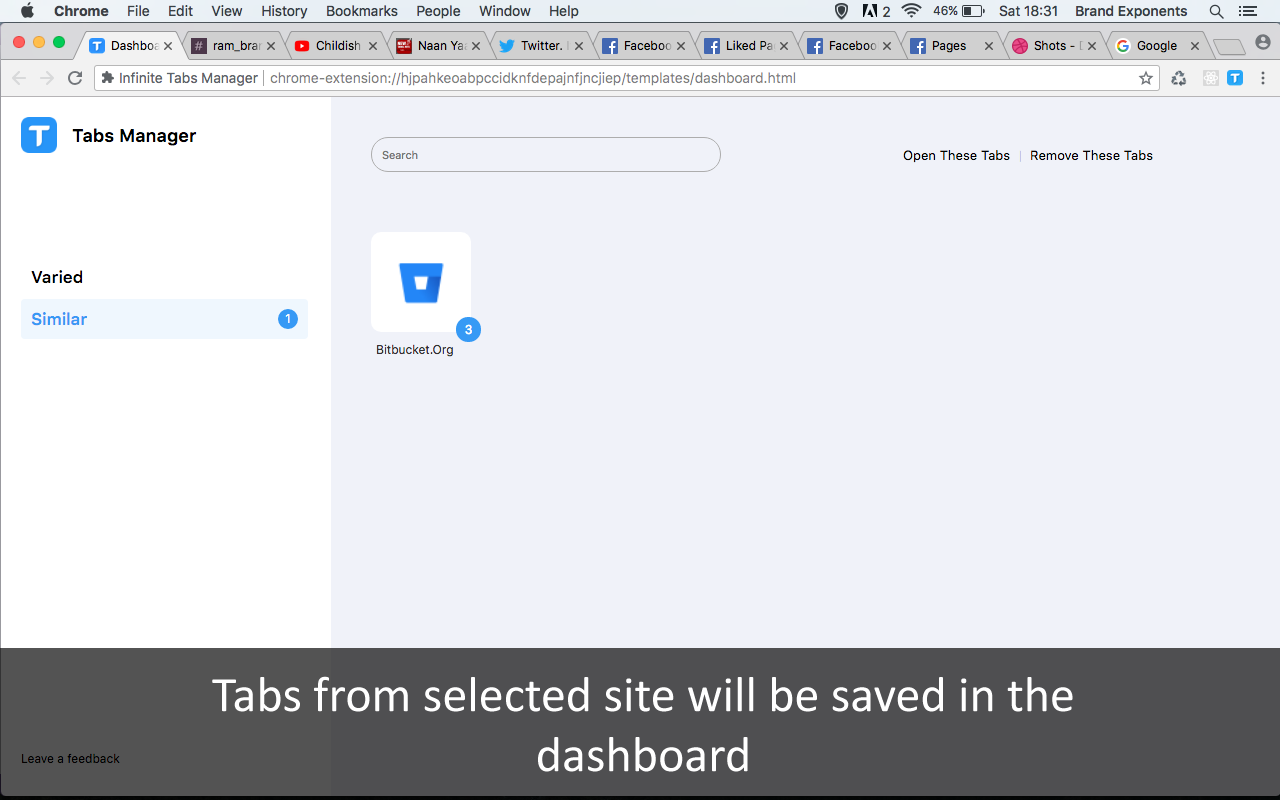 Chrome File Edit View History Bookmarks People Window Help 2 46% Sat 18:31 Brand Exponents
Dashboa # ram_brar Childish Naan Yaa Twitter. Faceboo Liked Pa Faceboo Pages Shots - D Google
Infinite Tabs Manager chrome-extension://hjpahkeoabpccidknfdepajnfjncjiep/templates/dashboard.html
T Tabs Manager
Search
Open These Tabs | Remove These Tabs
Varied
Similar 1
3
Bitbucket.Org
Tabs from selected site will be saved in the
dashboard
Leave a feedback